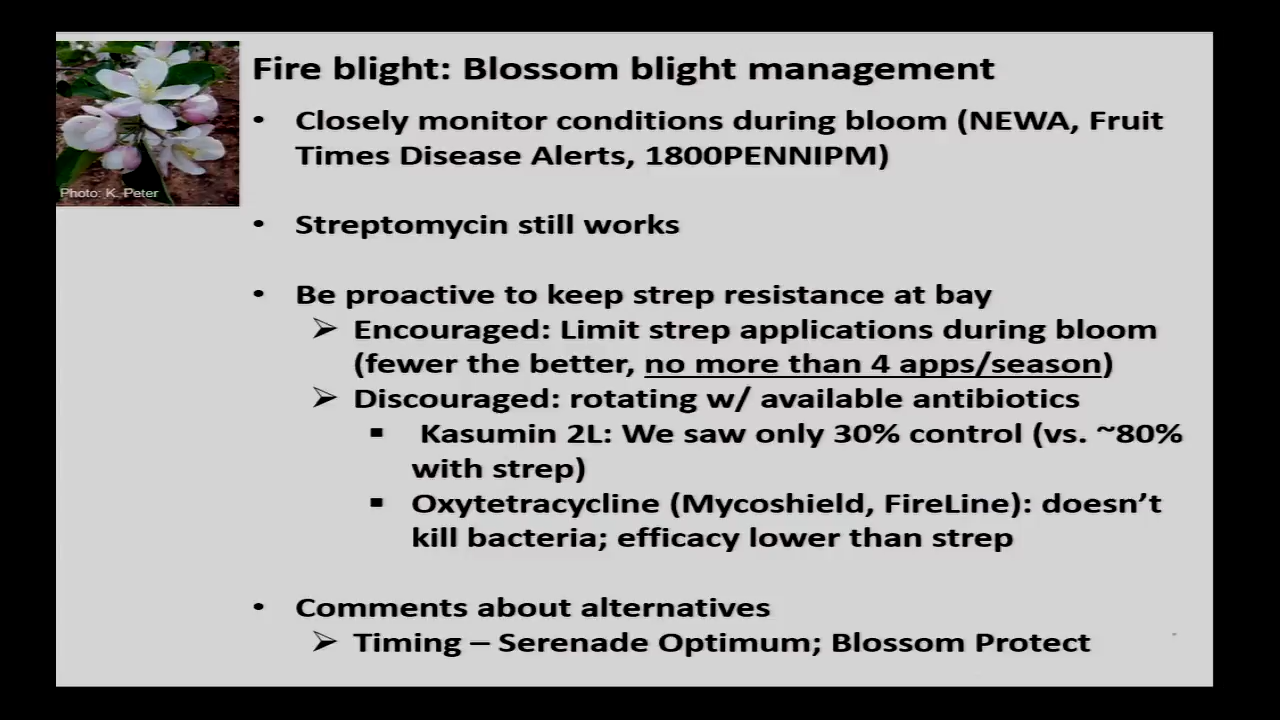 Fire blight: Blossom blight management
• Closely monitor conditions during bloom (NEWA, Fruit
Times Disease Alerts, 1800PENNIPM)
• Streptomycin still works
• Be proactive to keep strep resistance at bay
➢ Encouraged: Limit strep applications during bloom
(fewer the better, no more than 4 apps/season)
➢ Discouraged: rotating w/ available antibiotics
▪ Kasumin 2L: We saw only 30% control (vs. ~80%
with strep)
▪ Oxytetracycline (Mycoshield, FireLine): doesn’t
kill bacteria; efficacy lower than strep
• Comments about alternatives
➢ Timing – Serenade Optimum; Blossom Protect
Photo: K. Peter